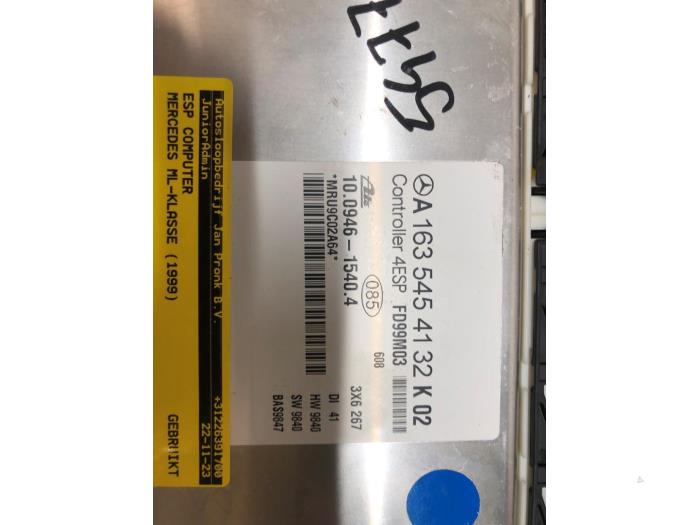 5477
A 163 545 41 32 K 02
Controller 4ESP FD99M03
Ate
085
608
10.0946-1540.4
3X6 267
*MRU9C02A64*
DI 41
HW 9840
SW 9840
BAS9847
Autosloopbedrijf Jan Pronk B.V.
JuniorAdmin 22-11-23
ESP COMPUTER
MERCEDES ML-KLASSE (1999)
GEBRUIKT